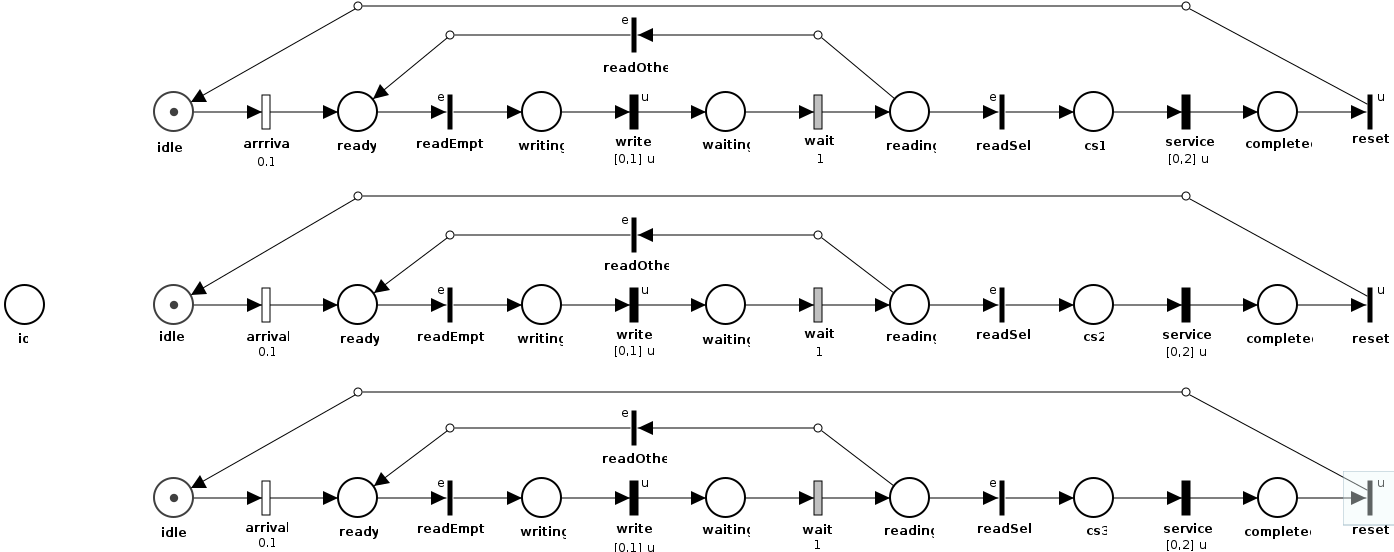 e
readOthe
e
u
e
u
idle
arrriva
ready
readEmpt
writing
write
waiting
wait
reading
readSel
cs1
service
complete
reset
0.1
[0,1] u
1
[0,2] u
e
readOthe
e
u
e
u
ic
idle
arrival
ready
readEmpt
writing
write
waiting
wait
reading
readSel
cs2
service
complete
reset
0.1
[0,1] u
1
[0,2] u
e
readOthe
e
u
e
u
idle
arrival
ready
readEmpt
writing
write
waiting
wait
reading
readSel
cs3
service
complete
reset
0.1
[0,1] u
1
[0,2] u